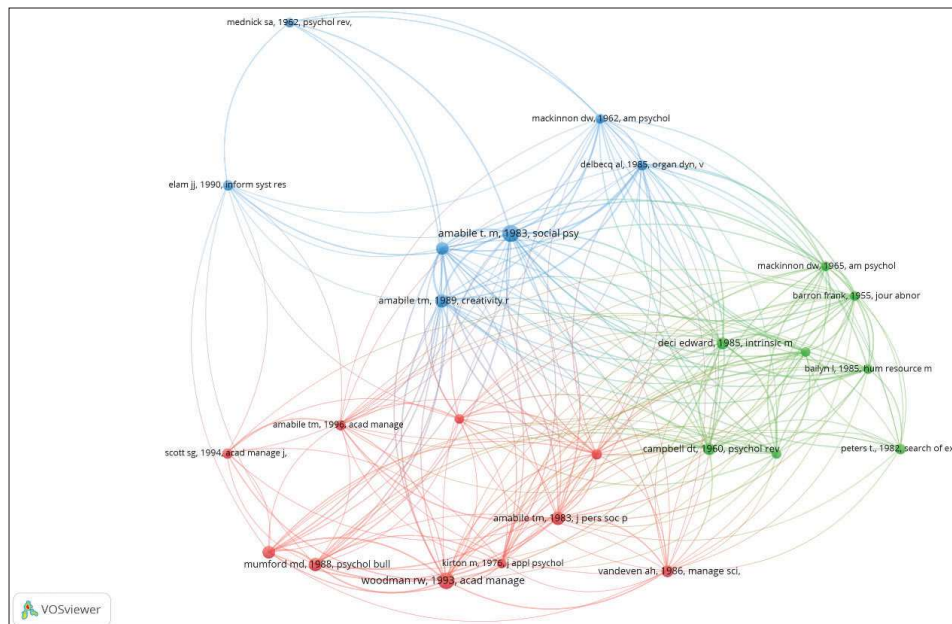 mednick sa, 1962, psychol rev,
mackinnon dw, 1962, am psychol
delbecq al, 1985, organ dyn, v
elam jj, 1990, inform syst res
amabile t. m, 1983, social psy
mackinnon dw, 1965, am psychol
amabile tm, 1989, creativity r
barron frank, 1955, jour abnor
deci edward, 1985, intrinsic m
bailyn l, 1985, hum resource m
amabile tm, 1996, acad manage
campbell dt, 1960, psychol rev
peters t., 1982, search of ex
scott sg, 1994, acad manage j,
amabile tm, 1983, j pers soc p
mumford md, 1988, psychol bull
kirton m, 1976, j appl psychol
vandeven ah, 1986, manage sci,
woodman rw, 1993, acad manage
VOSviewer